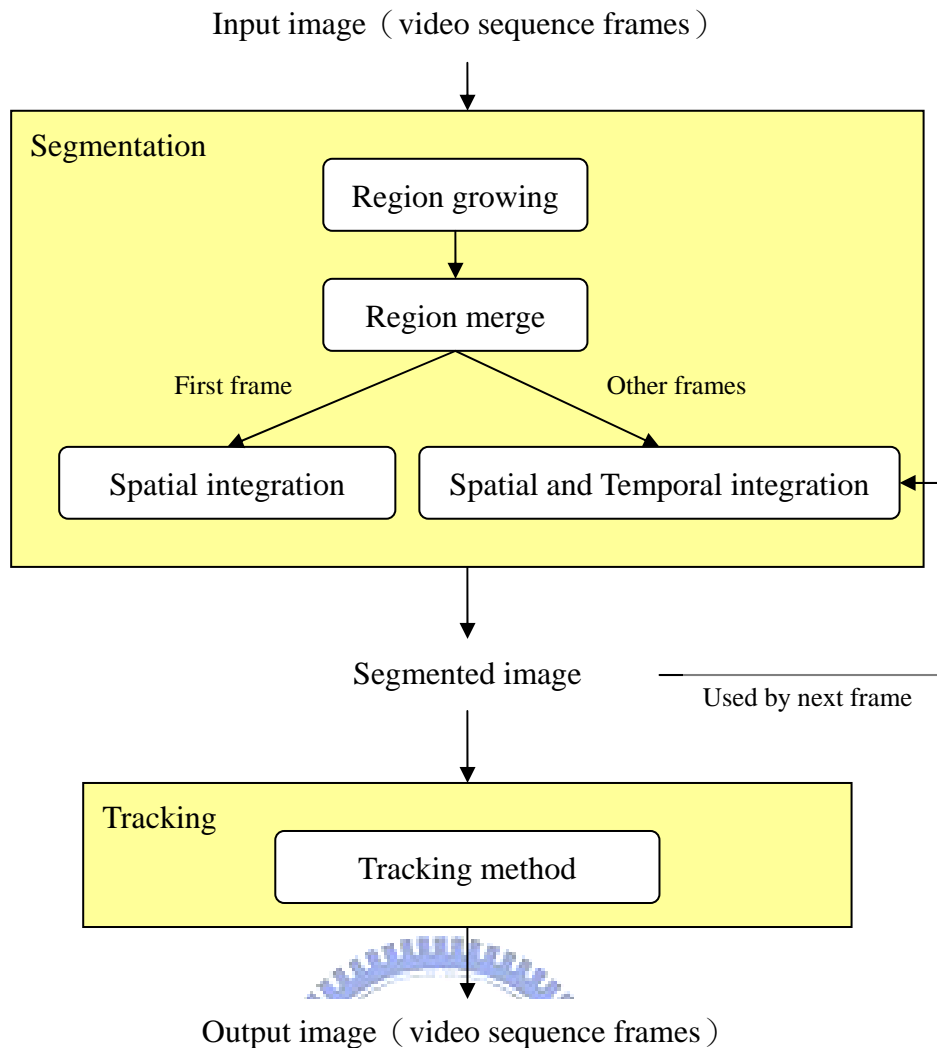 Input image（video sequence frames）
Segmentation
Region growing
Region merge
First frame
Other frames
Spatial integration
Spatial and Temporal integration
Segmented image
Used by next frame
Tracking
Tracking method
Output image（video sequence frames）